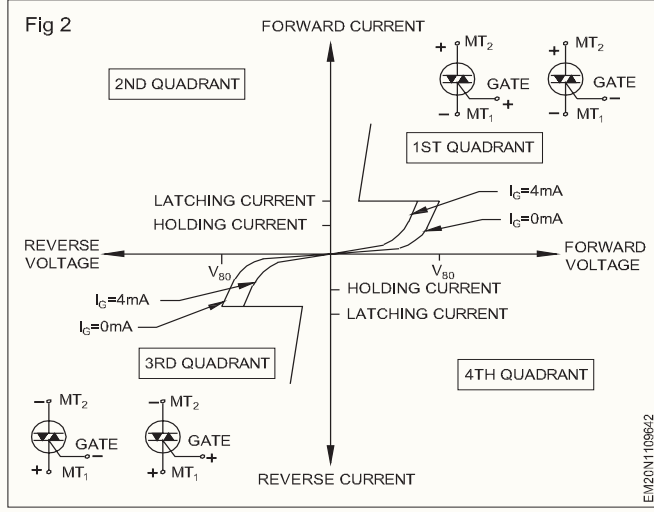 Fig 2
FORWARD CURRENT
2ND QUADRANT
+ MT2
GATE
+
– MT1
+ MT2
GATE
–
– MT1
1ST QUADRANT
LATCHING CURRENT
HOLDING CURRENT
IG=4mA
IG=0mA
REVERSE
VOLTAGE
FORWARD
VOLTAGE
V80
V80
IG=4mA
IG=0mA
HOLDING CURRENT
LATCHING CURRENT
3RD QUADRANT
4TH QUADRANT
– MT2
GATE
–
+ MT1
– MT2
GATE
+
+ MT1
REVERSE CURRENT
EM20N1109642